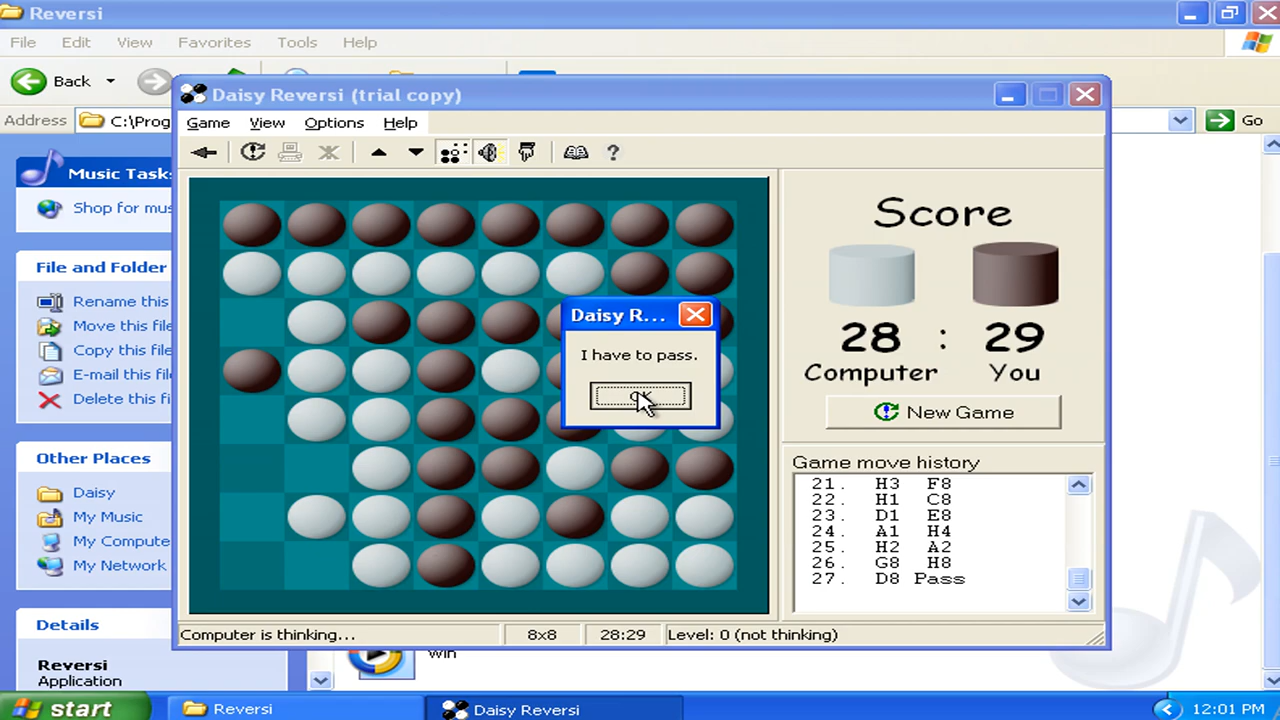 Reversi
File Edit View Favorites Tools Help
Back
Address C:\Prog Go
Daisy Reversi (trial copy)
Game View Options Help
Music Task
Shop for mus
File and Folder
Rename this
Move this file
Copy this file
E-mail this fi
Delete this fi
Other Places
Daisy
My Music
My Compute
My Network
Details
Reversi
Application
Score
28 : 29
Computer You
New Game
Game move history
21. H3 F8
22. H1 C8
23. D1 E8
24. A1 H4
25. H2 A2
26. G8 H8
27. D8 Pass
Daisy R...
I have to pass.
Computer is thinking... 8x8 28:29 Level: 0 (not thinking)
win
start Reversi Daisy Reversi 12:01 PM